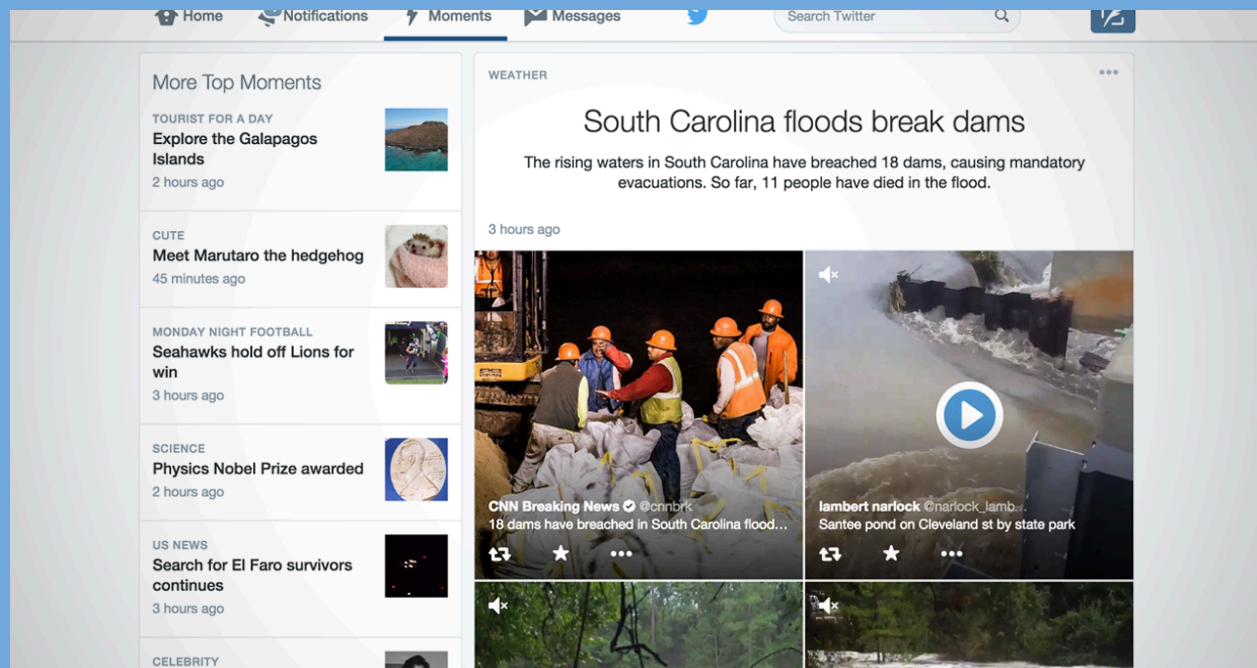 Home
Notifications
Moments
Messages
Search Twitter
More Top Moments
TOURIST FOR A DAY
Explore the Galapagos
Islands
2 hours ago
CUTE
Meet Marutaro the hedgehog
45 minutes ago
MONDAY NIGHT FOOTBALL
Seahawks hold off Lions for
win
3 hours ago
SCIENCE
Physics Nobel Prize awarded
2 hours ago
US NEWS
Search for El Faro survivors
continues
3 hours ago
CELEBRITY
WEATHER
South Carolina floods break dams
The rising waters in South Carolina have breached 18 dams, causing mandatory
evacuations. So far, 11 people have died in the flood.
3 hours ago
CNN Breaking News @cnnbrk
18 dams have breached in South Carolina flood...
lambert narlock @narlock_lamb...
Santee pond on Cleveland st by state park